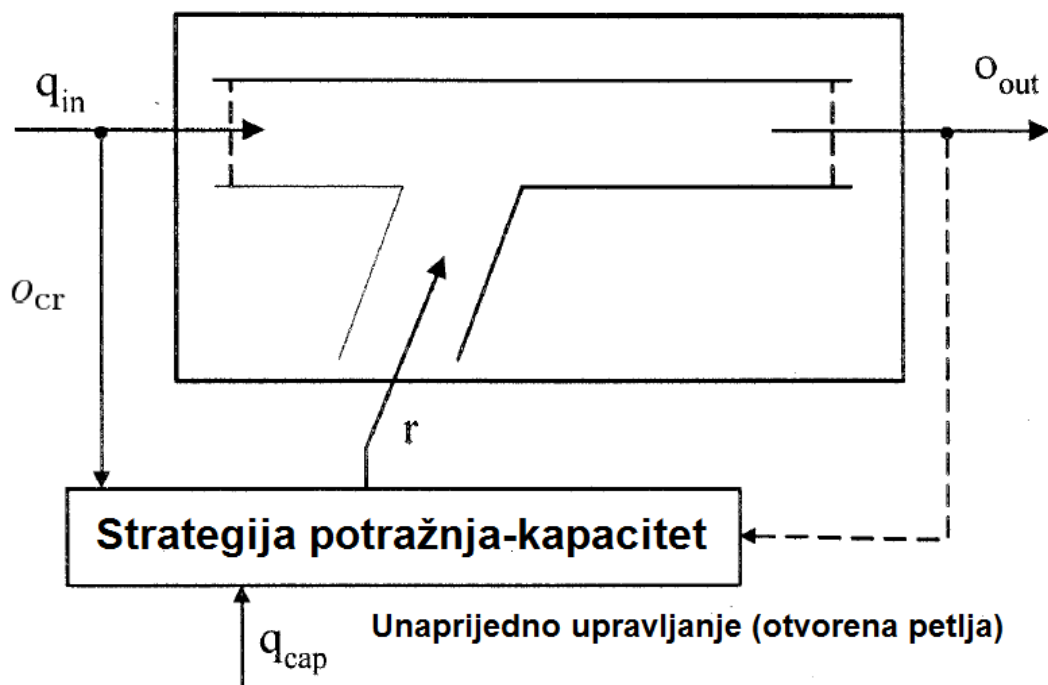 q_in
o_out
o_cr
r
Strategija potražnja-kapacitet
Unaprijedno upravljanje (otvorena petlja)
q_cap